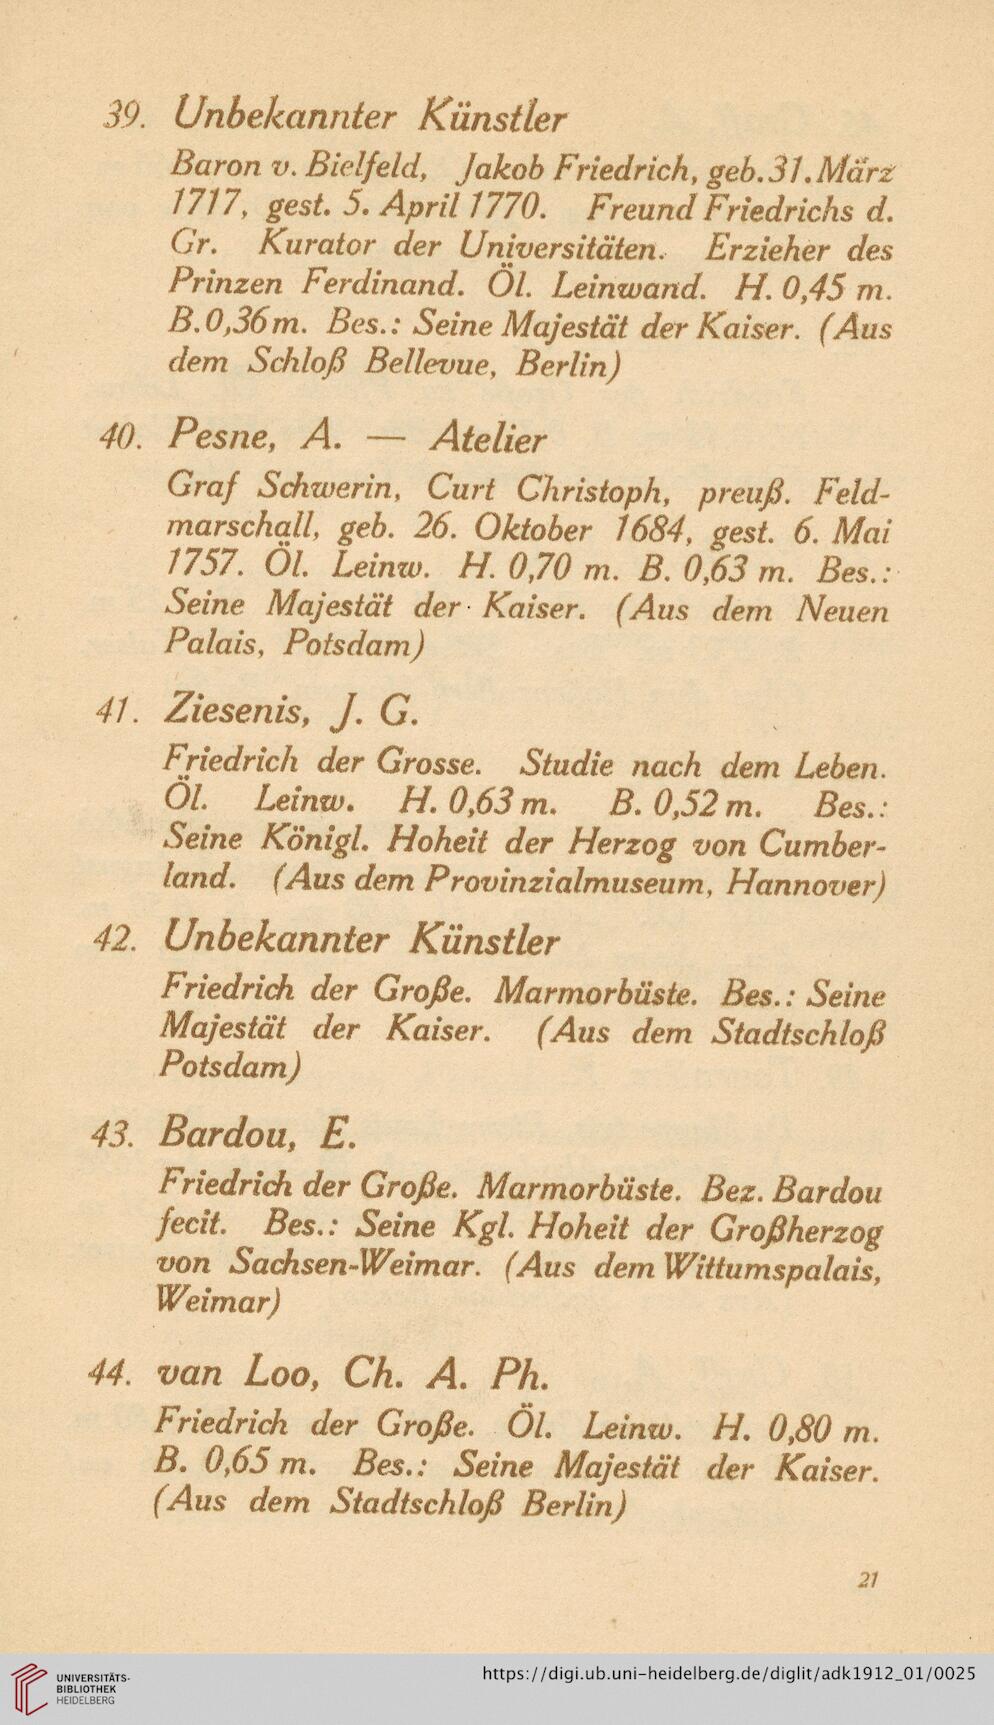 39. Unbekannter Künstler
Baron v. Bielfeld, Jakob Friedrich, geb. 31. März
1717, gest. 5. April 1770. Freund Friedrichs d.
Gr. Kurator der Universitäten. Erzieher des
Prinzen Ferdinand. Öl. Leinwand. H. 0,45 m.
B. 0,36 m. Bes.: Seine Majestät der Kaiser. (Aus
dem Schloß Bellevue, Berlin)
40. Pesne, A. — Atelier
Graf Schwerin, Curt Christoph, preuß. Feld-
marschall, geb. 26. Oktober 1684, gest. 6. Mai
1757. Öl. Leinw. H. 0,70 m. B. 0,63 m. Bes.:
Seine Majestät der Kaiser. (Aus dem Neuen
Palais, Potsdam)
41. Ziesenis, J. G.
Friedrich der Grosse. Studie nach dem Leben.
Öl. Leinw. H. 0,63 m. B. 0,52 m. Bes.:
Seine Königl. Hoheit der Herzog von Cumber-
land. (Aus dem Provinzialmuseum, Hannover)
42. Unbekannter Künstler
Friedrich der Große. Marmorbüste. Bes.: Seine
Majestät der Kaiser. (Aus dem Stadtschloß
Potsdam)
43. Bardou, E.
Friedrich der Große. Marmorbüste. Bez. Bardou
fecit. Bes.: Seine Kgl. Hoheit der Großherzog
von Sachsen-Weimar. (Aus dem Wittumspalais,
Weimar)
44. van Loo, Ch. A. Ph.
Friedrich der Große. Öl. Leinw. H. 0,80 m.
B. 0,65 m. Bes.: Seine Majestät der Kaiser.
(Aus dem Stadtschloß Berlin)
21
UNIVERSITÄTS-
BIBLIOTHEK
HEIDELBERG
https://digi.ub.uni-heidelberg.de/diglit/adk1912_01/0025